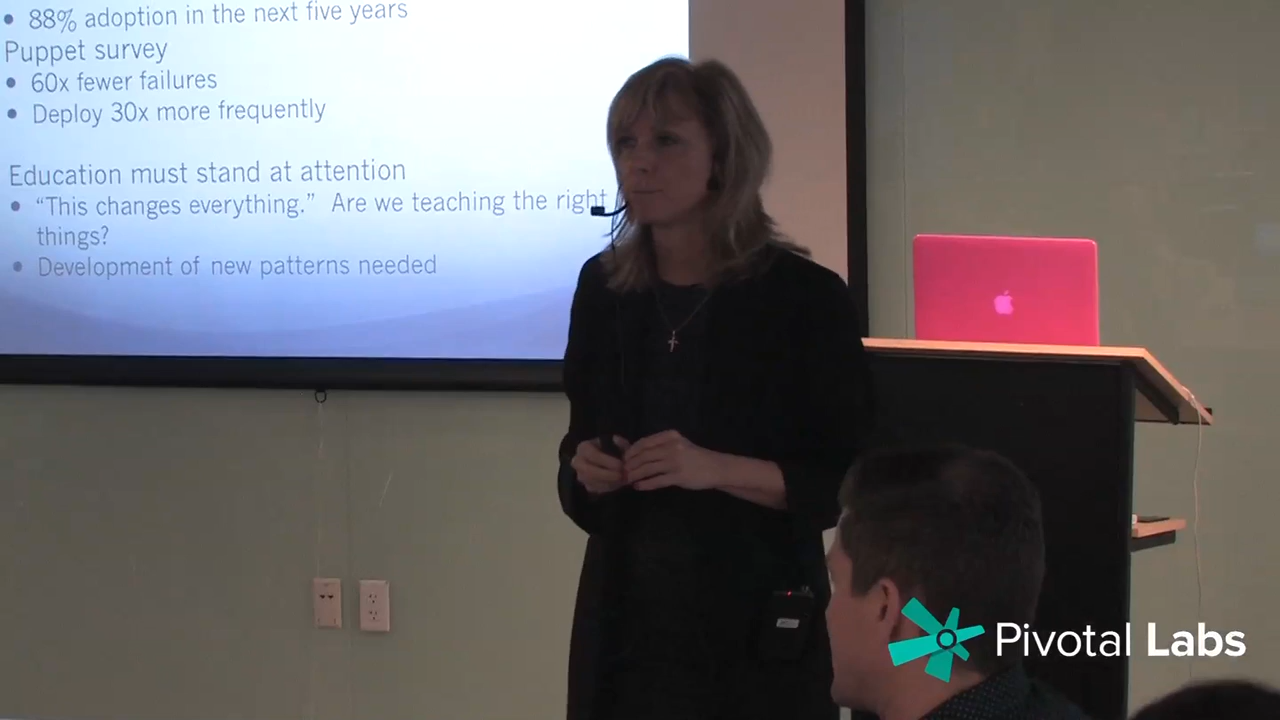 • 88% adoption in the next five years
Puppet survey
• 60x fewer failures
• Deploy 30x more frequently
Education must stand at attention
• “This changes everything.” Are we teaching the right
things?
• Development of new patterns needed
Pivotal Labs